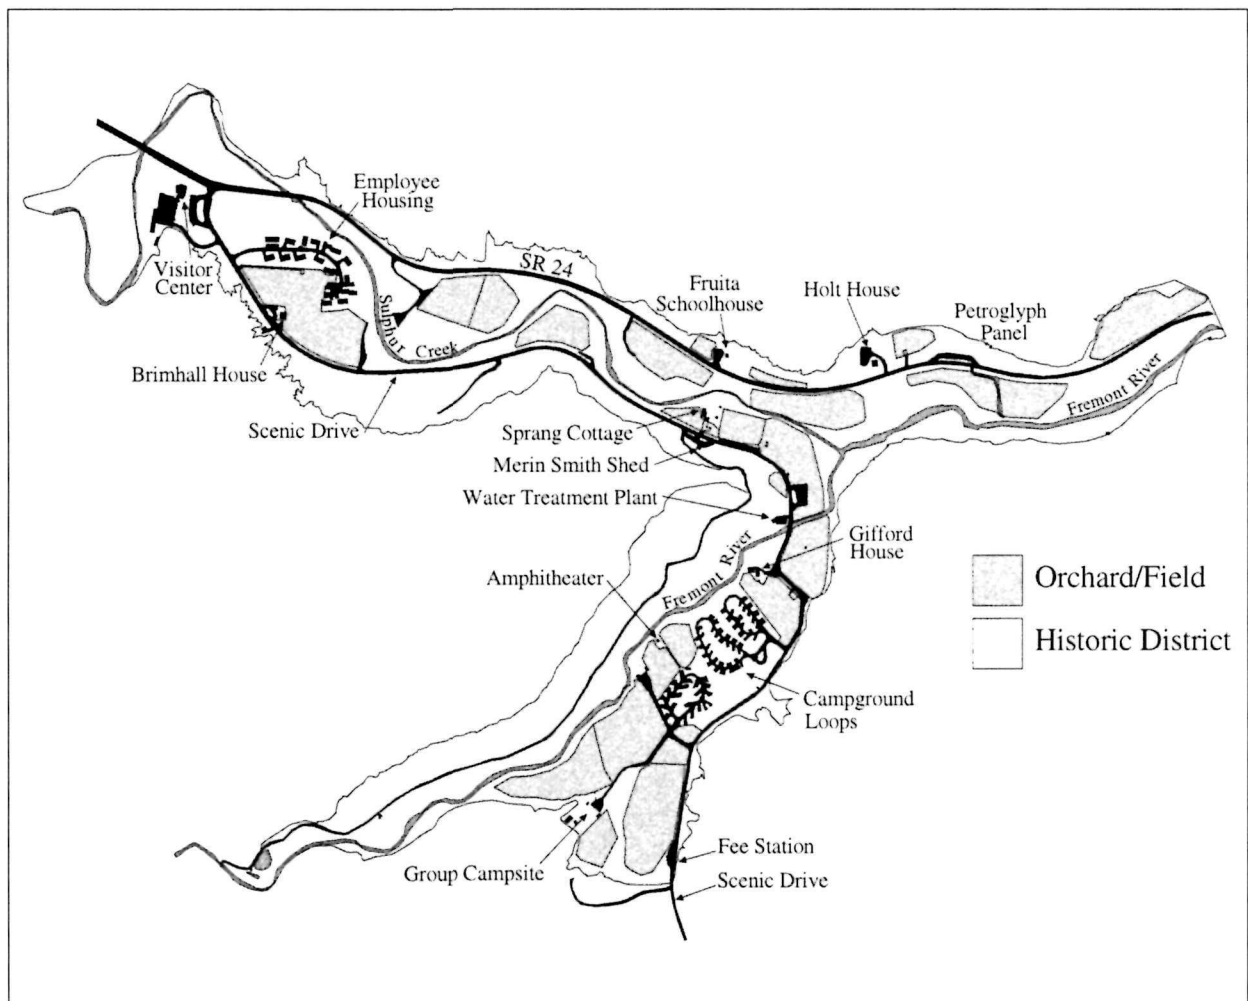 Employee
Housing
SR 24
Visitor
Center
Fruita
Schoolhouse
Holt House
Petroglyph
Panel
Sulphur
Creek
Fremont River
Brimhall House
Scenic Drive
Sprang Cottage
Merin Smith Shed
Water Treatment Plant
Gifford
House
Amphitheater
Fremont River
Orchard/Field
Historic District
Campground
Loops
Fee Station
Group Campsite
Scenic Drive